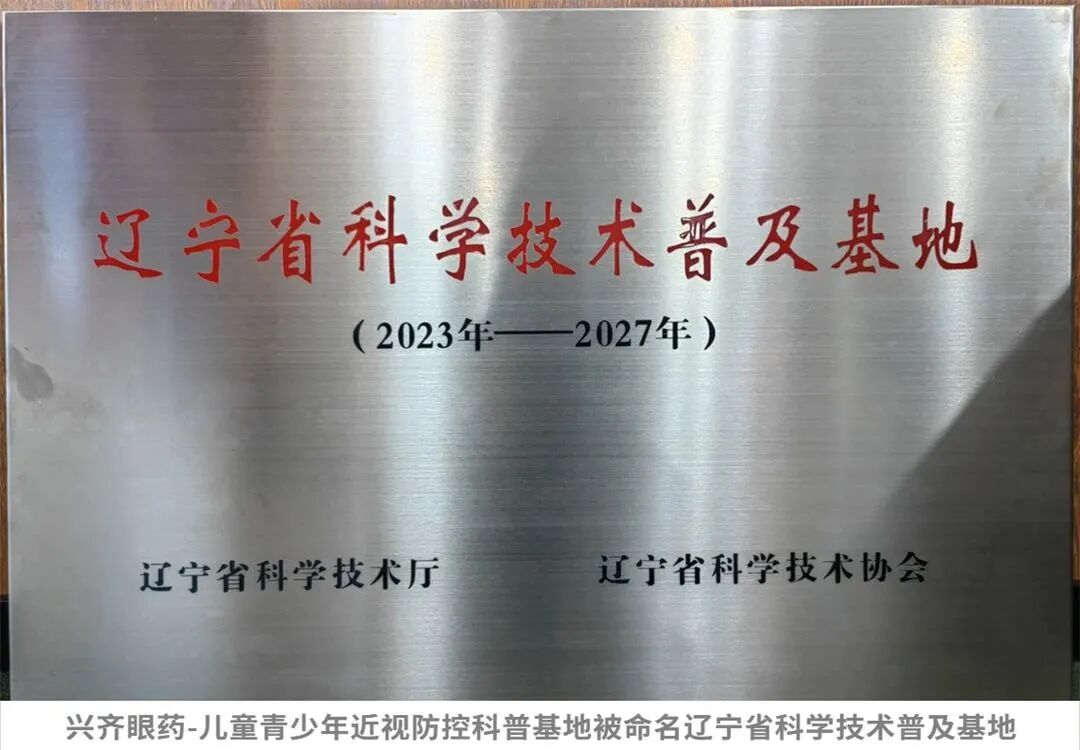 辽宁省科学技术普及基地
（2023年——2027年）
辽宁省科学技术厅 辽宁省科学技术协会
兴齐眼药-儿童青少年近视防控科普基地被命名辽宁省科学技术普及基地